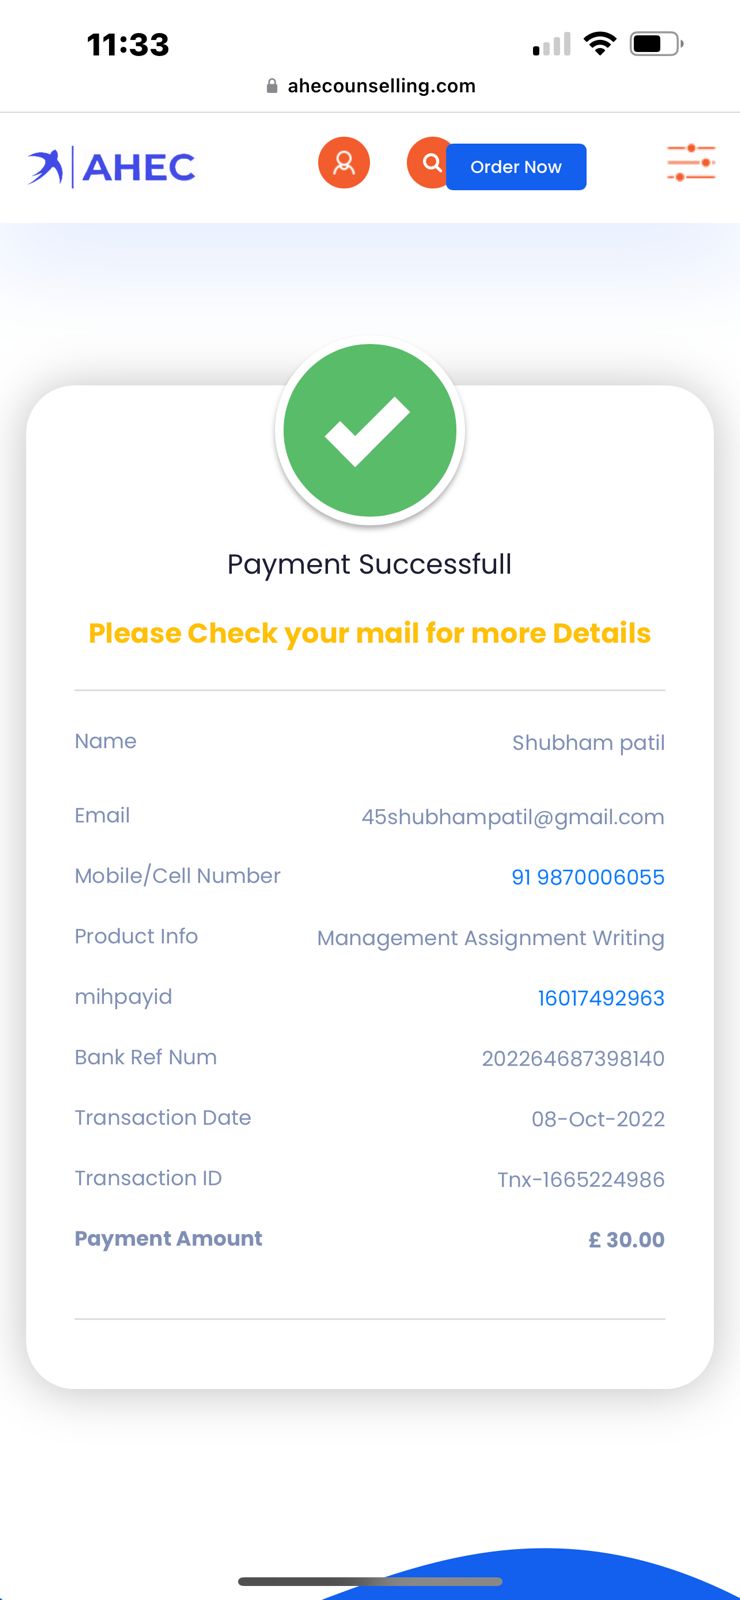 11:33
ahecounselling.com
AHEC
Order Now
Payment Successfull
Please Check your mail for more Details
Name Shubham patil
Email 45shubhampatil@gmail.com
Mobile/Cell Number 91 9870006055
Product Info Management Assignment Writing
mihpayid 16017492963
Bank Ref Num 202264687398140
Transaction Date 08-Oct-2022
Transaction ID Tnx-1665224986
Payment Amount £ 30.00